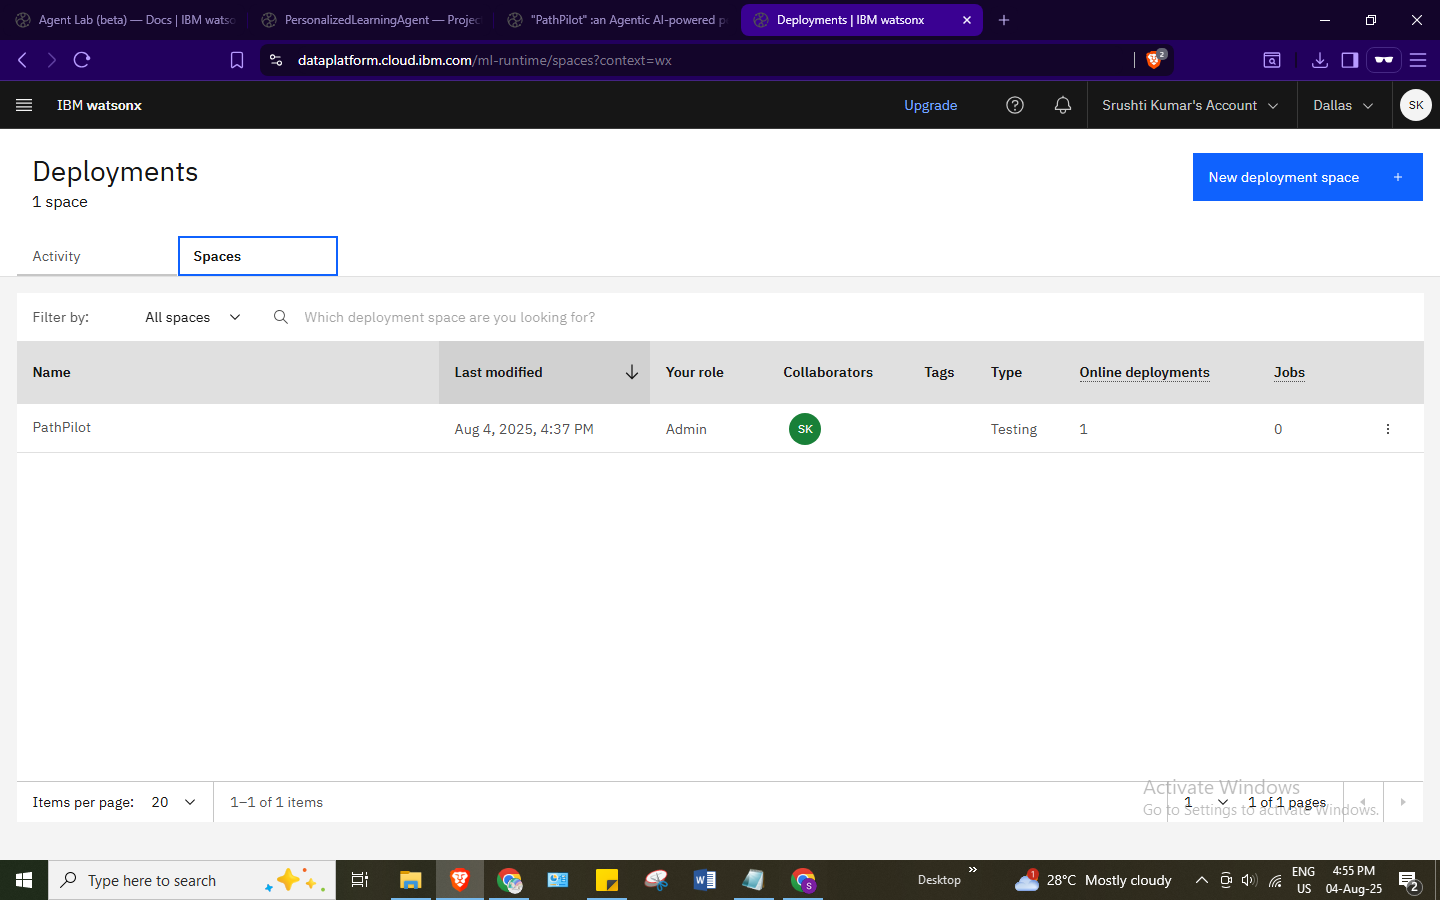 Agent Lab (beta) — Docs | IBM watso
PersonalizedLearningAgent — Projec
"PathPilot" :an Agentic AI-powered p
Deployments | IBM watsonx
dataplatform.cloud.ibm.com/ml-runtime/spaces?context=wx
2
IBM watsonx
Upgrade
Srushti Kumar's Account
Dallas
SK
Deployments
1 space
New deployment space +
Activity
Spaces
Filter by:
All spaces
Which deployment space are you looking for?
Name
Last modified
Your role
Collaborators
Tags
Type
Online deployments
Jobs
PathPilot
Aug 4, 2025, 4:37 PM
Admin
SK
Testing
1
0
Items per page: 20
1–1 of 1 items
1
1 of 1 pages
Activate Windows
Go to Settings to activate Windows.
Type here to search
Desktop
1
28°C Mostly cloudy
ENG
US
4:55 PM
04-Aug-25
2